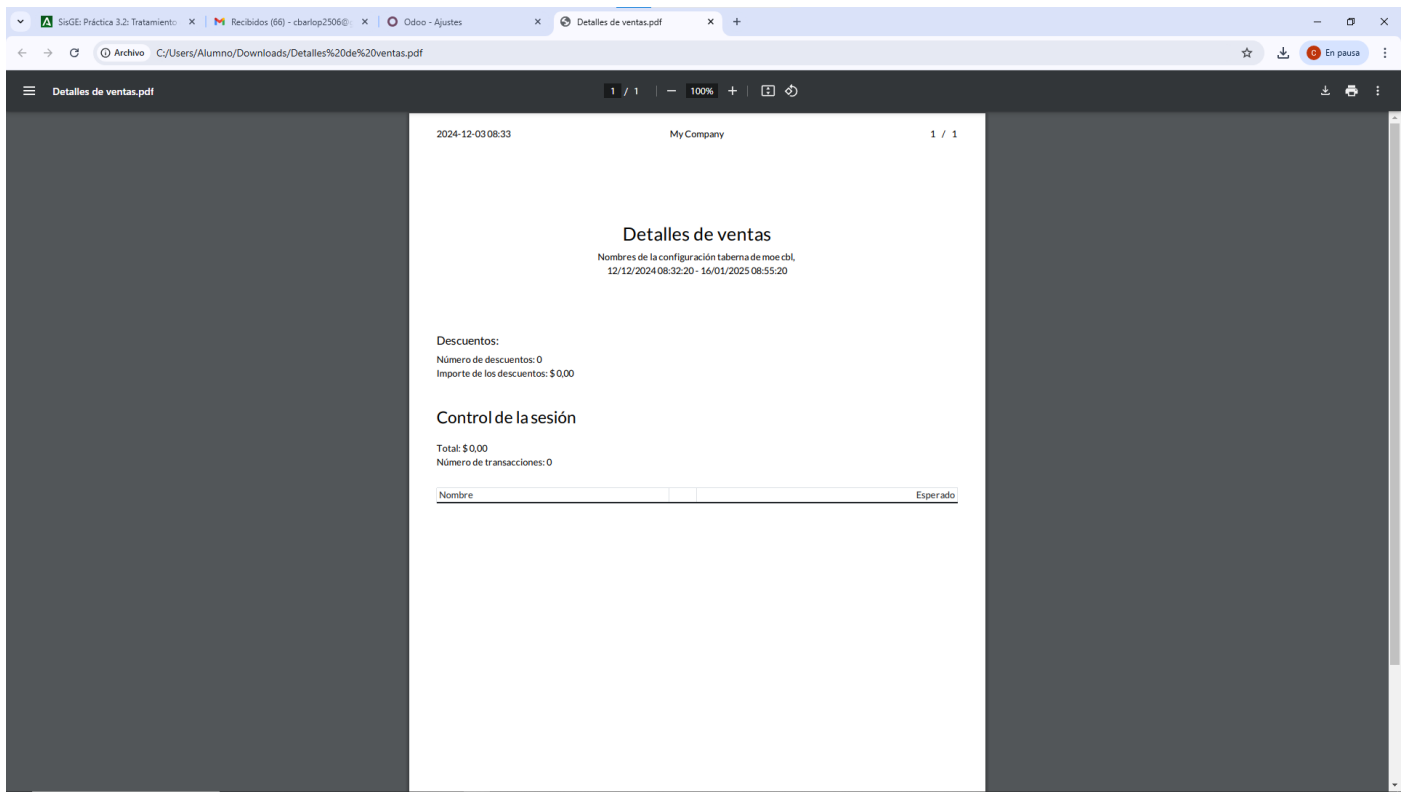 SisGE: Práctica 3.2: Tratamiento
Recibidos (66) - cbarlop2506@
Odoo - Ajustes
Detalles de ventas.pdf
Archivo
C:/Users/Alumno/Downloads/Detalles%20de%20ventas.pdf
C
En pausa
Detalles de ventas.pdf
1 / 1
100%
2024-12-03 08:33
My Company
1 / 1
Detalles de ventas
Nombres de la configuración taberna de moe cbl,
12/12/2024 08:32:20 - 16/01/2025 08:55:20
Descuentos:
Número de descuentos: 0
Importe de los descuentos: $ 0,00
Control de la sesión
Total: $ 0,00
Número de transacciones: 0
Nombre
Esperado